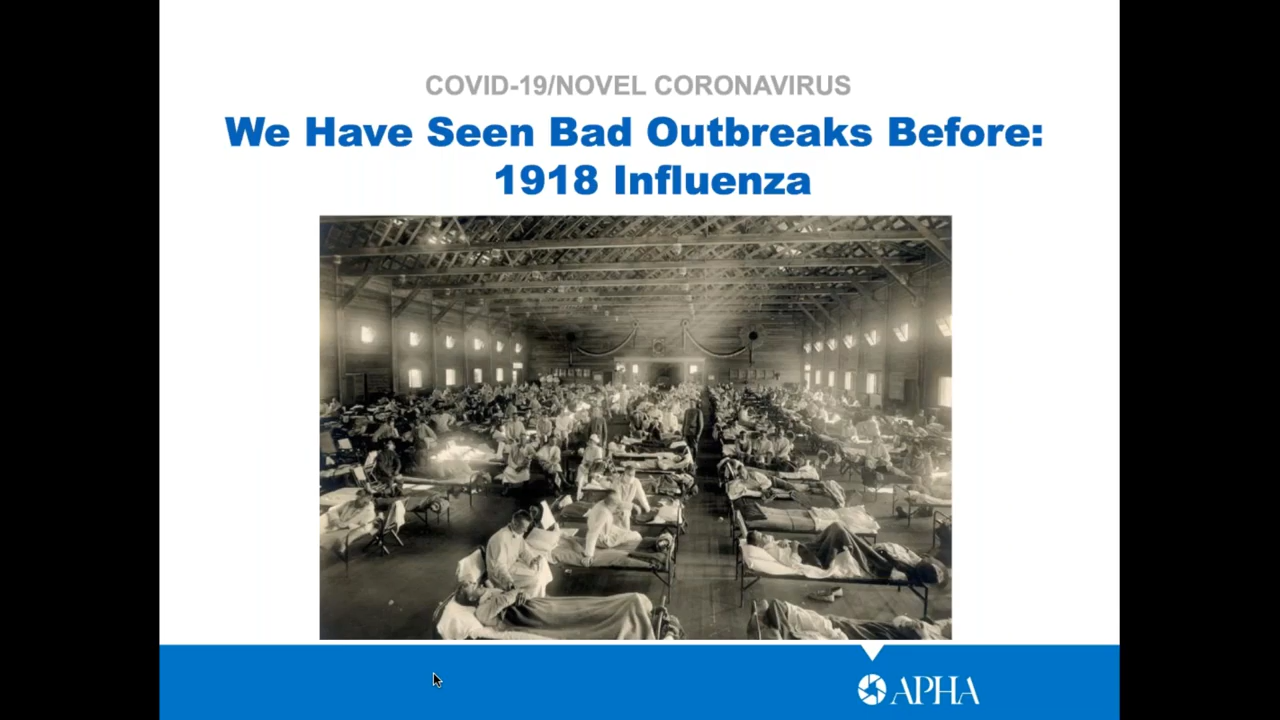 COVID-19/NOVEL CORONAVIRUS
We Have Seen Bad Outbreaks Before:
1918 Influenza
APHA